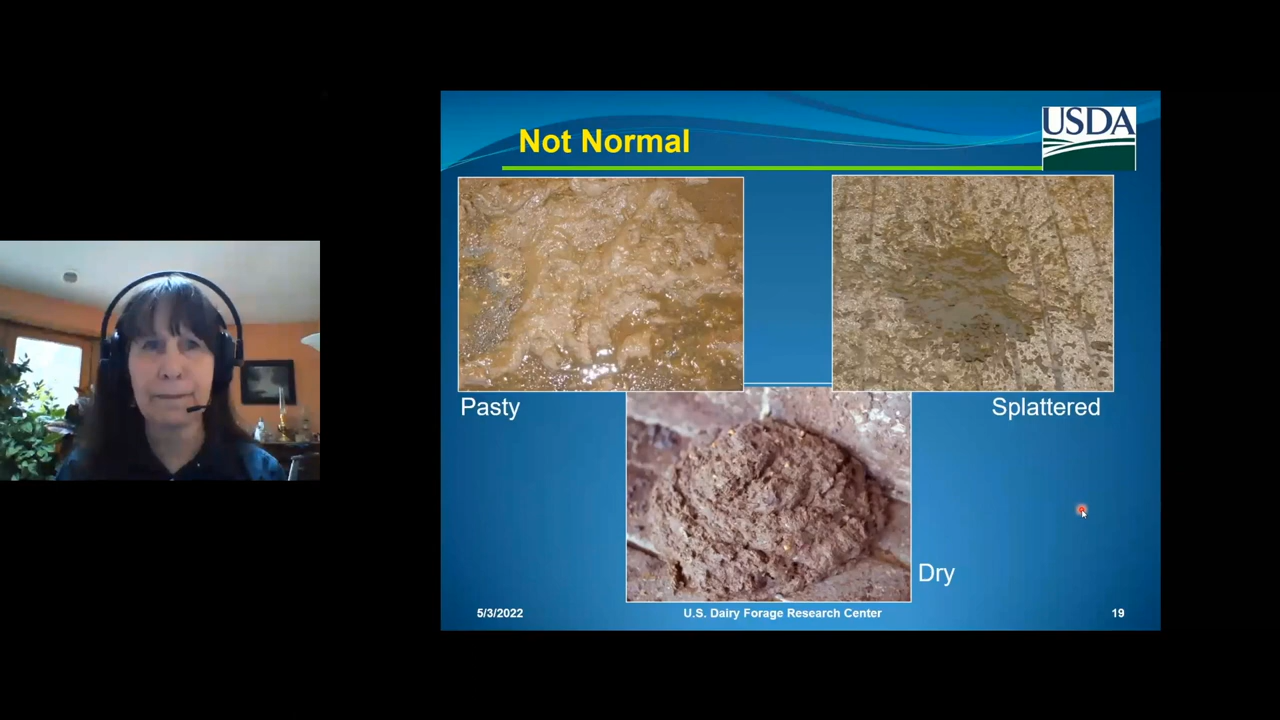 Not Normal
USDA
Pasty
Splattered
Dry
5/3/2022
U.S. Dairy Forage Research Center
19